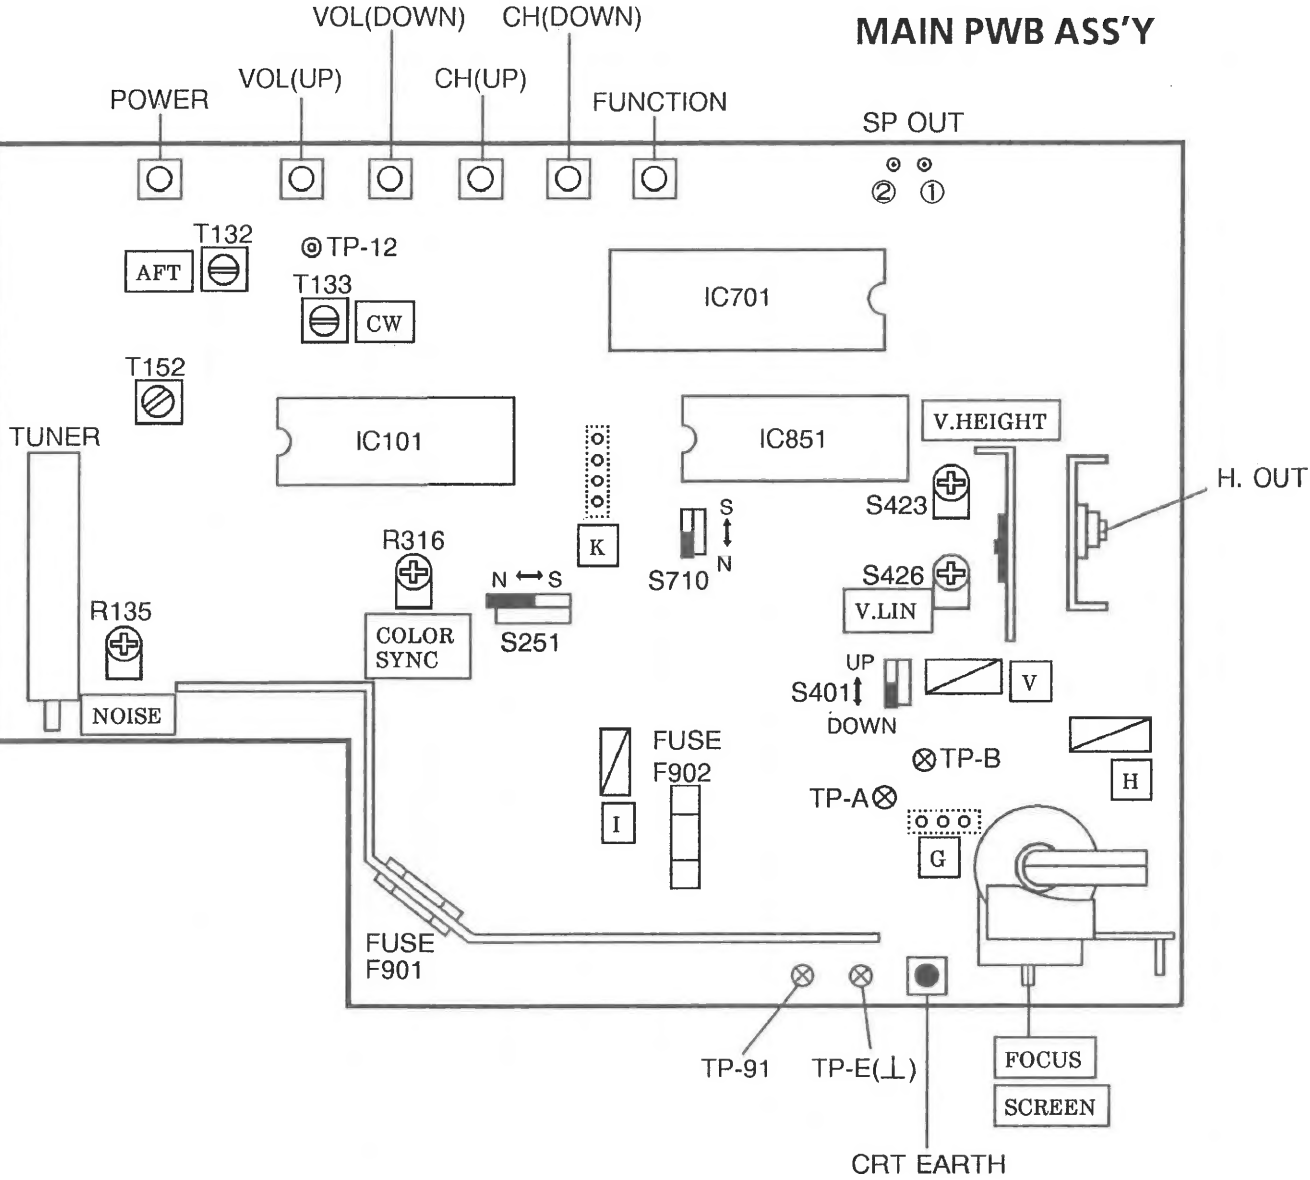 VOL(DOWN)
CH(DOWN)
MAIN PWB ASS'Y
VOL(UP)
CH(UP)
POWER
FUNCTION
SP OUT
②
①
T132
AFT
TP-12
T133
CW
IC701
T152
TUNER
IC101
IC851
V.HEIGHT
H. OUT
S423
R316
K
S
N
S710
S426
V.LIN
N ↔ S
S251
R135
COLOR
SYNC
NOISE
UP
S401
DOWN
V
FUSE
F902
TP-B
H
TP-A
I
G
FUSE
F901
TP-91
TP-E(⊥)
FOCUS
SCREEN
CRT EARTH